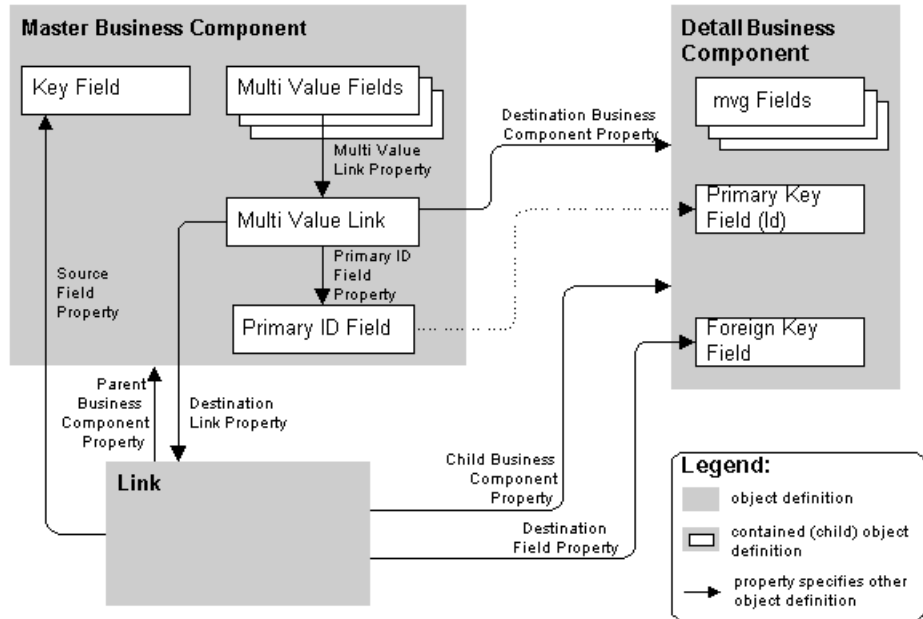 Master Business Component
Key Field
Multi Value Fields
Multi Value
Link Property
Multi Value Link
Primary ID
Field
Property
Primary ID Field
Source
Field
Property
Parent
Business
Component
Property
Destination
Link Property
Link
Destination Business
Component Property
Detail Business
Component
mvg Fields
Primary Key
Field (Id)
Foreign Key
Field
Child Business
Component
Property
Destination
Field Property
Legend:
object definition
contained (child) object
definition
property specifies other
object definition